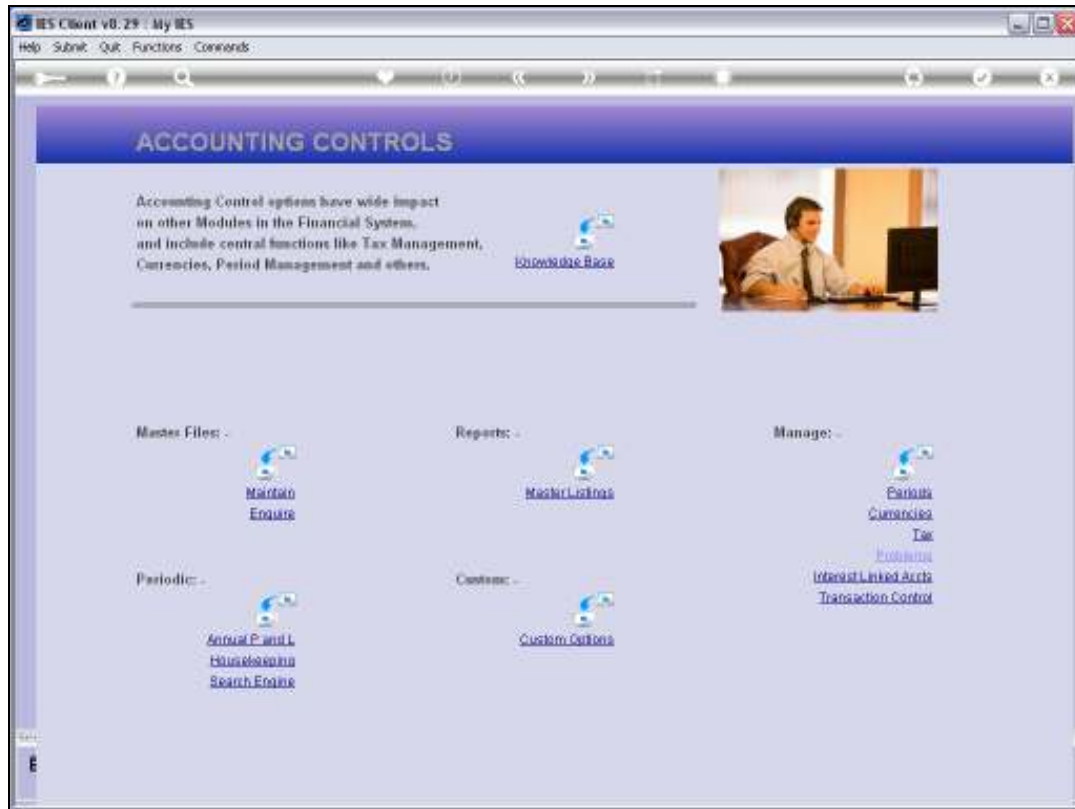 IES Client v8.29 : My IES
Help Submit Quit Functions Commands
ACCOUNTING CONTROLS
Accounting Control options have wide impact
on other Modules in the Financial System,
and include central functions like Tax Management,
Currencies, Period Management and others.
Knowledge Base
Master Files: -
Maintain
Enquire
Reports: -
Master Listings
Manage: -
Periods
Currencies
Tax
Problems
Interest Linked Accts
Transaction Control
Periodic: -
Annual P and L
Housekeeping
Search Engine
Custom: -
Custom Options